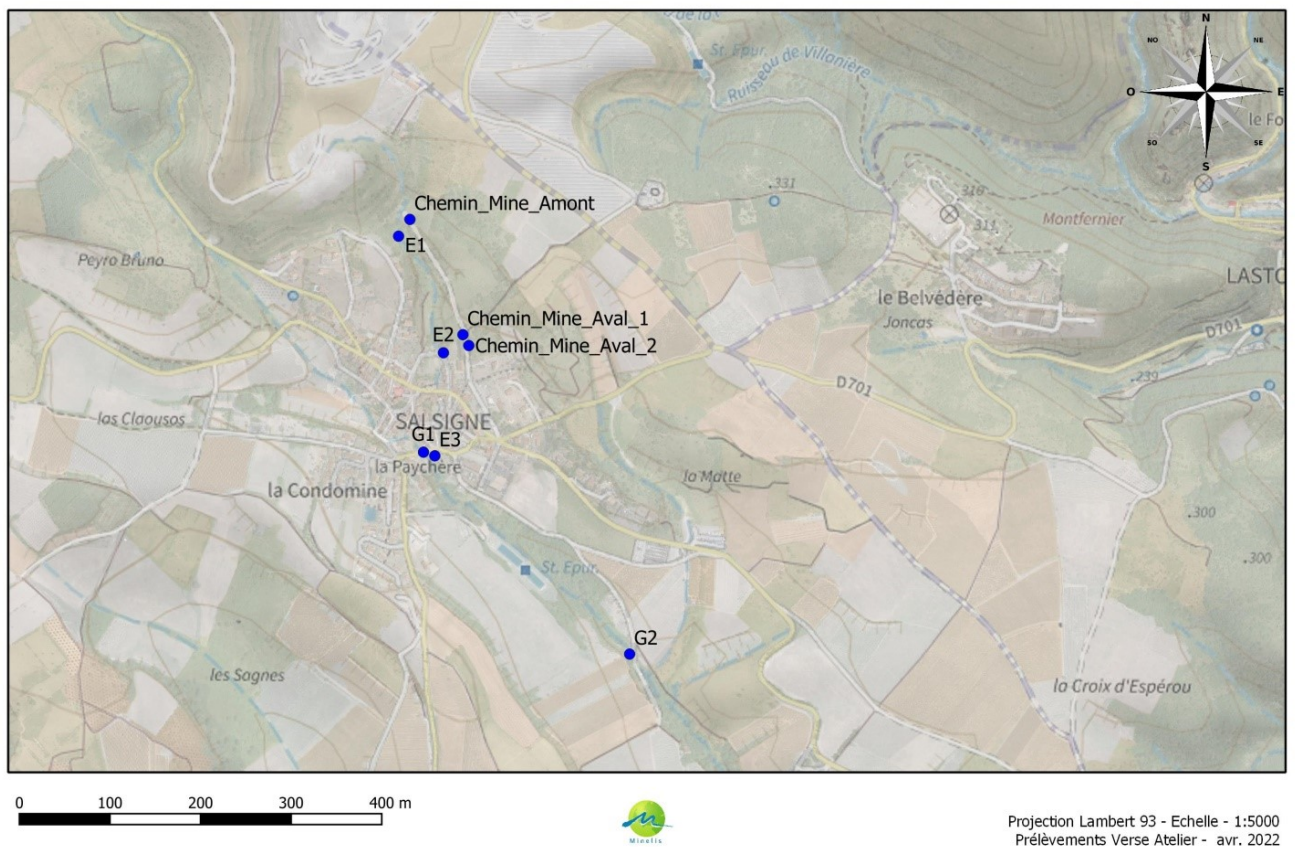 N
NO
NE
O
E
SO
SE
S
St. Epur.
Ruisseau de Villanière
le Fo
.331
316
311
Montfernier
Chemin_Mine_Amont
E1
Peyro Bruno
LASTO
le Belvédère
Joncas
Chemin_Mine_Aval_1
E2
Chemin_Mine_Aval_2
D701
D701
.239
las Claousos
SALSIGNE
G1
E3
la Paychère
la Condomine
la Matte
.300
St. Epur.
.300
G2
les Sagnes
la Croix d'Espérou
0 100 200 300 400 m
Minelis
Projection Lambert 93 - Echelle - 1:5000
Prélèvements Verse Atelier - avr. 2022